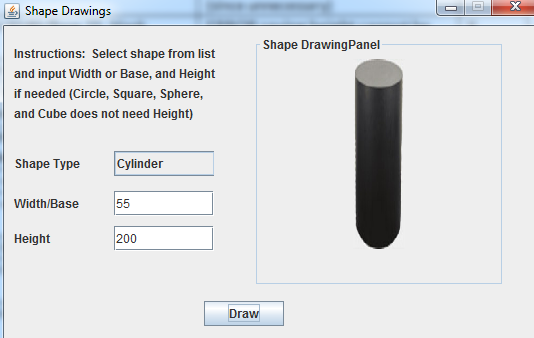 Shape Drawings
Instructions:  Select shape from list
and input Width or Base, and Height
if needed (Circle, Square, Sphere,
and Cube does not need Height)
Shape Type
Cylinder
Width/Base
55
Height
200
Shape DrawingPanel
Draw